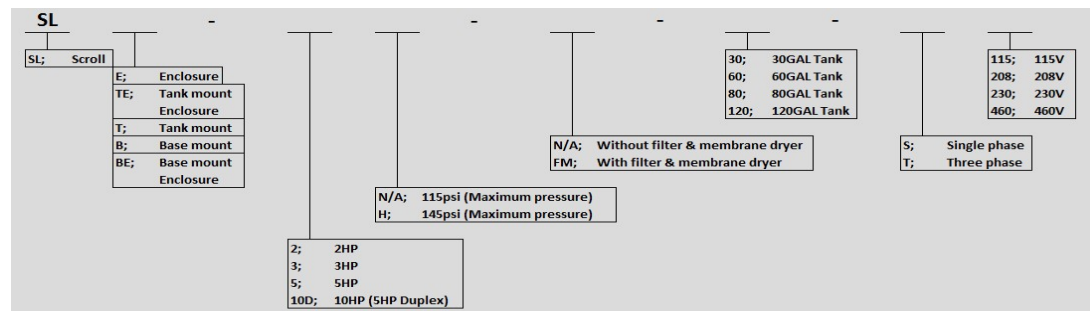 SL - - - -
SL; Scroll
E; Enclosure
TE; Tank mount
Enclosure
T; Tank mount
B; Base mount
BE; Base mount
Enclosure
2; 2HP
3; 3HP
5; 5HP
10D; 10HP (5HP Duplex)
N/A; 115psi (Maximum pressure)
H; 145psi (Maximum pressure)
N/A; Without filter & membrane dryer
FM; With filter & membrane dryer
30; 30GAL Tank
60; 60GAL Tank
80; 80GAL Tank
120; 120GAL Tank
S; Single phase
T; Three phase
115; 115V
208; 208V
230; 230V
460; 460V